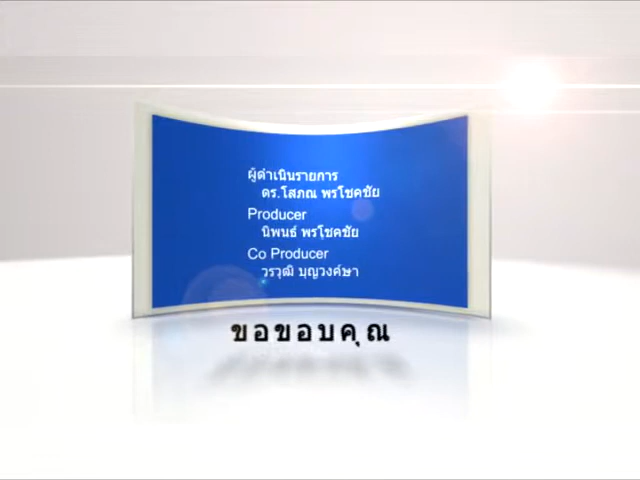 ผู้ดำเนินรายการ
ดร.โสภณ พรโชคชัย
Producer
นิพนธ์ พรโชคชัย
Co Producer
วรวุฒิ บุญวงค์ษา
ขอขอบคุณ